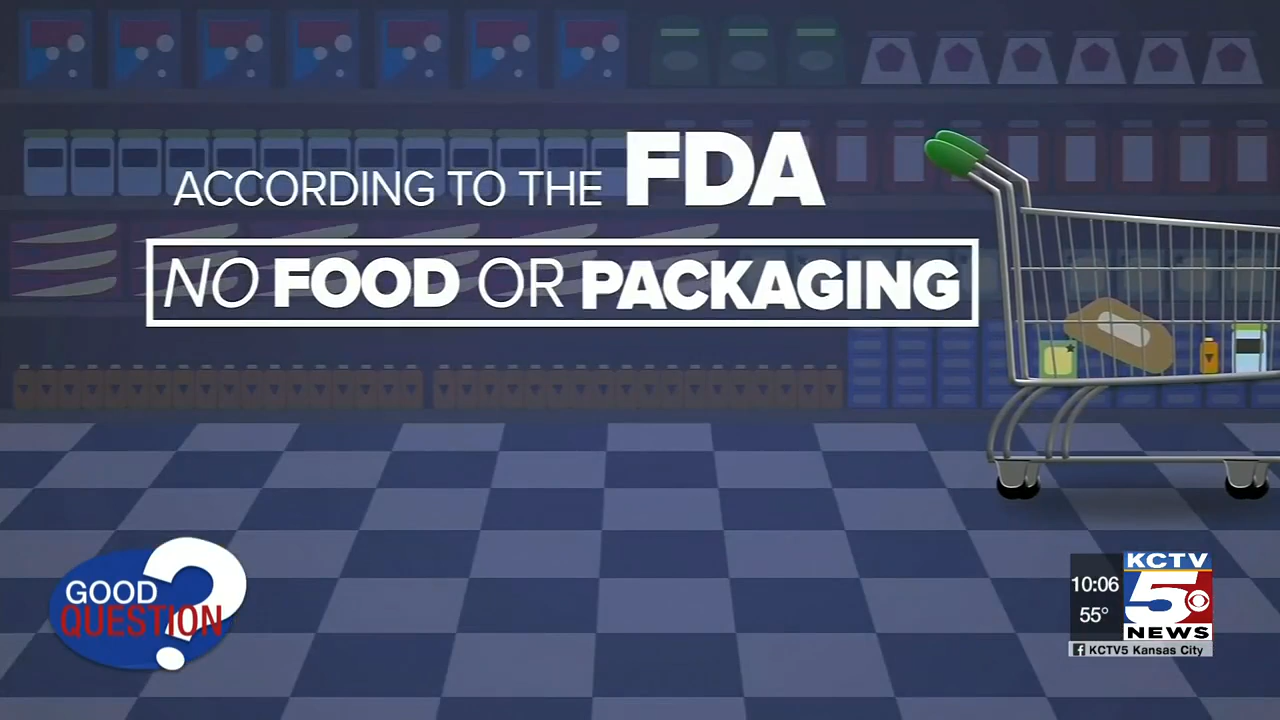 ACCORDING TO THE FDA
NO FOOD OR PACKAGING
GOOD
QUESTION
?
10:06
55°
KCTV
5
NEWS
KCTV5 Kansas City